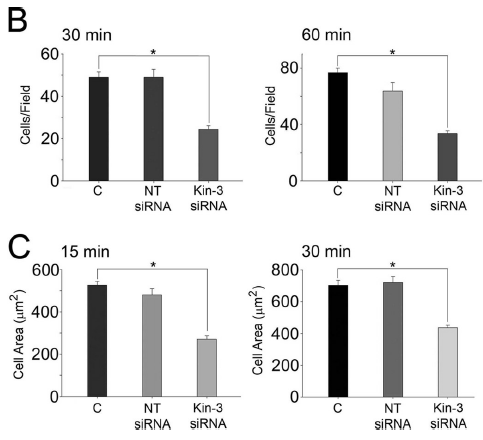 B
30 min
*
Cells/Field
60
40
20
0
C
NT
siRNA
Kin-3
siRNA
60 min
*
Cells/Field
80
40
0
C
NT
siRNA
Kin-3
siRNA
C
15 min
*
Cell Area (μm2)
600
400
200
0
C
NT
siRNA
Kin-3
siRNA
30 min
*
Cell Area (μm2)
800
600
400
200
0
C
NT
siRNA
Kin-3
siRNA